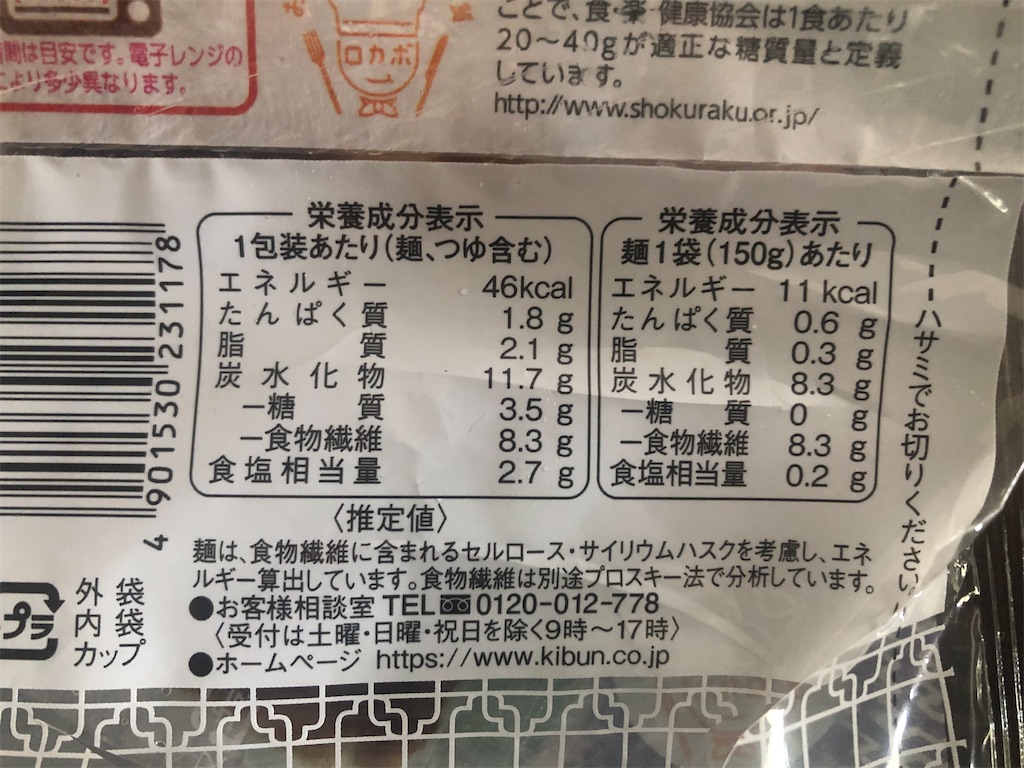 間は目安です。電子レンジの
より多少異なります。
ロカボ
ことで、食・楽・健康協会は1食あたり
20～40gが適正な糖質量と定義
しています。
http://www.shokuraku.or.jp/
栄養成分表示
1包装あたり(麺、つゆ含む)
エネルギー 46kcal
たんぱく質 1.8 g
脂質 2.1 g
炭水化物 11.7 g
－糖質 3.5 g
－食物繊維 8.3 g
食塩相当量 2.7 g
栄養成分表示
麺1袋(150g)あたり
エネルギー 11 kcal
たんぱく質 0.6 g
脂質 0.3 g
炭水化物 8.3 g
－糖質 0 g
－食物繊維 8.3 g
食塩相当量 0.2 g
〈推定値〉
麺は、食物繊維に含まれるセルロース・サイリウムハスクを考慮し、エネ
ルギー算出しています。食物繊維は別途プロスキー法で分析しています。
●お客様相談室 TEL 0120-012-778
〈受付は土曜・日曜・祝日を除く9時～17時〉
●ホームページ https://www.kibun.co.jp
4 901530 231178
プラ
外袋
内袋
カップ
ハサミでお切りください